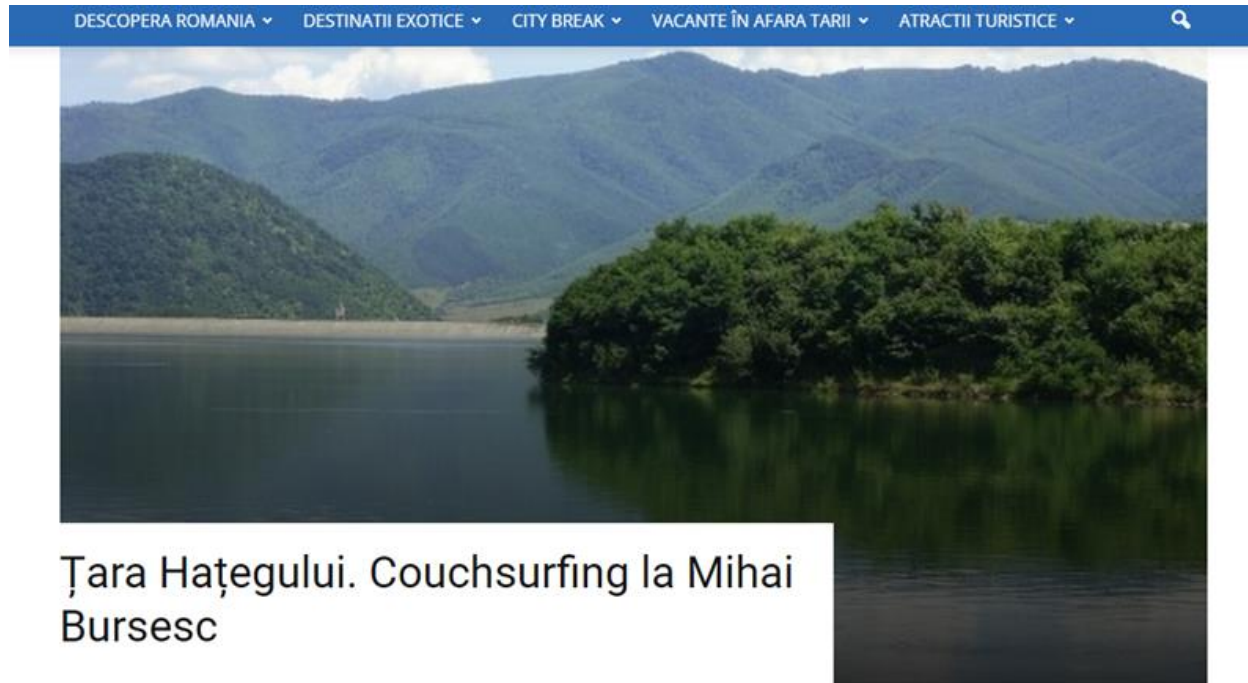 DESCOPERA ROMANIA DESTINATII EXOTICE CITY BREAK VACANTE ÎN AFARA TARII ATRACTII TURISTICE
Țara Hațegului. Couchsurfing la Mihai
Bursesc